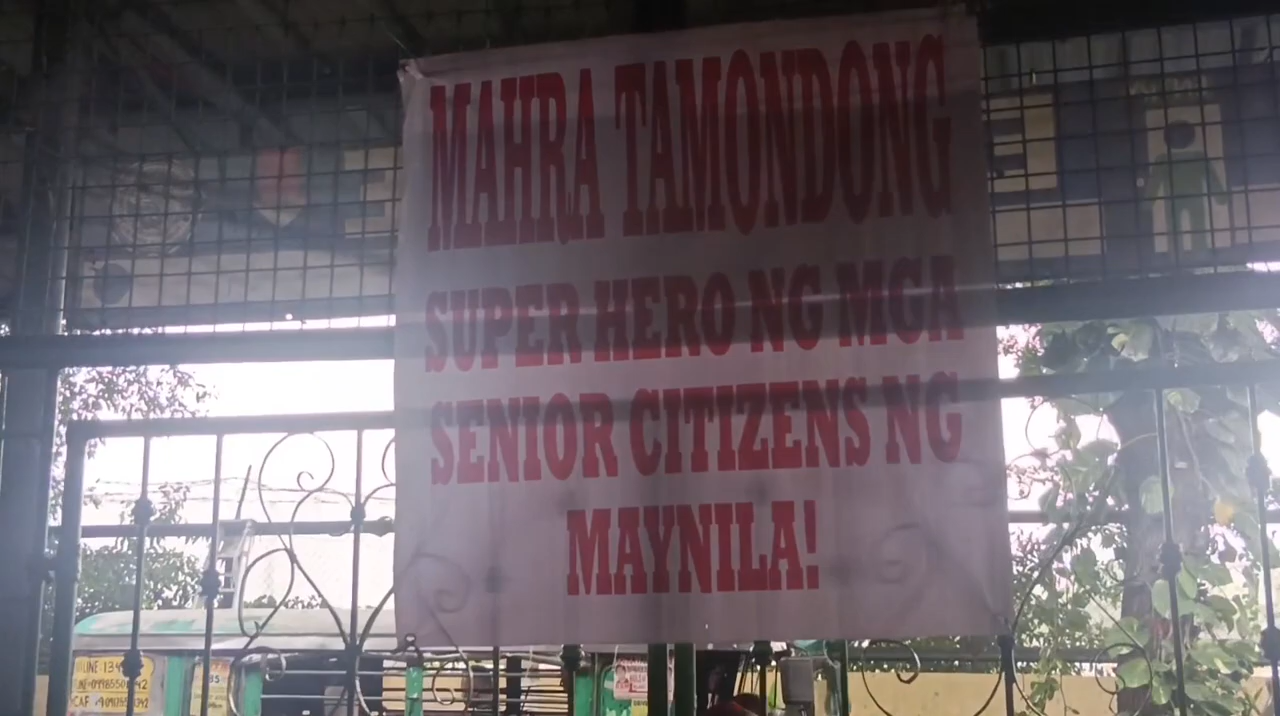 MAHRA TAMONDONG
SUPER HERO NG MGA
SENIOR CITIZENS NG
MAYNILA!